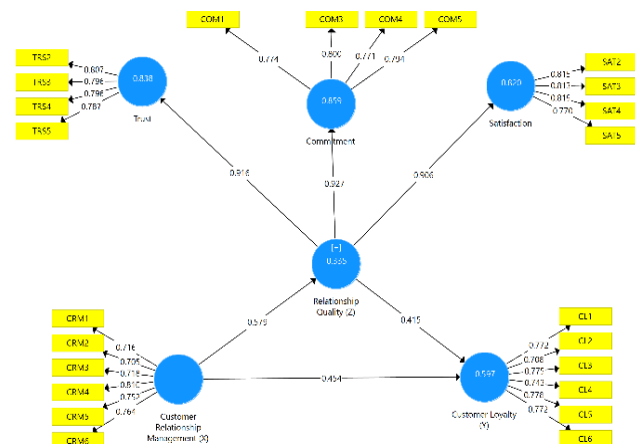 COM1
COM3
COM4
COM5
TRS2
TRS3
TRS4
TRS5
0.807
0.796
0.796
0.787
0.838
Trust
0.774
0.800
0.771
0.794
0.859
Commitment
SAT2
SAT3
SAT4
SAT5
0.815
0.813
0.819
0.770
0.820
Satisfaction
0.916
0.927
0.906
[+]
0.335
Relationship
Quality (Z)
0.579
0.415
0.454
CRM1
CRM2
CRM3
CRM4
CRM5
CRM6
0.716
0.705
0.718
0.810
0.752
0.764
Customer
Relationship
Management (X)
CL1
CL2
CL3
CL4
CL5
CL6
0.772
0.708
0.775
0.743
0.778
0.772
0.597
Customer Loyalty
(Y)